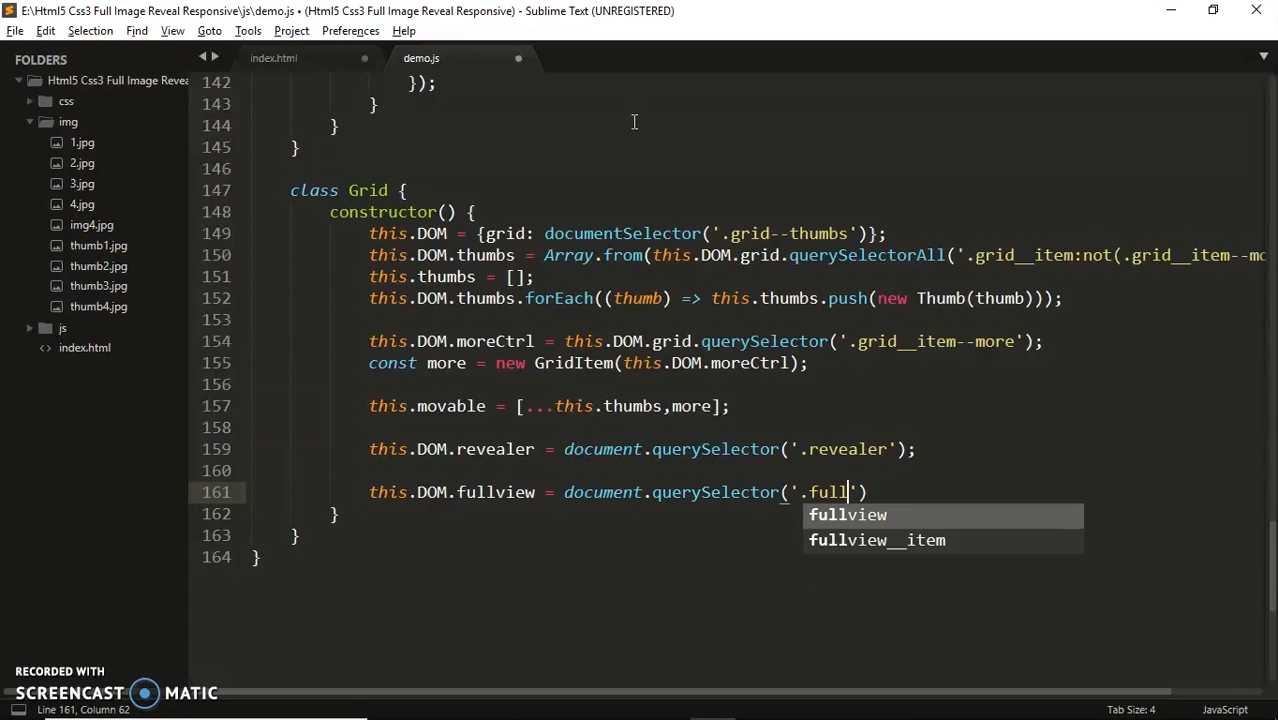 E:\Html5 Css3 Full Image Reveal Responsive\js\demo.js • (Html5 Css3 Full Image Reveal Responsive) - Sublime Text (UNREGISTERED)
File Edit Selection Find View Goto Tools Project Preferences Help
FOLDERS
Html5 Css3 Full Image Revea
css
img
1.jpg
2.jpg
3.jpg
4.jpg
img4.jpg
thumb1.jpg
thumb2.jpg
thumb3.jpg
thumb4.jpg
js
index.html
index.html demo.js
142 });
143 }
144 }
145 }
146
147 class Grid {
148 constructor() {
149 this.DOM = {grid: documentSelector('.grid--thumbs')};
150 this.DOM.thumbs = Array.from(this.DOM.grid.querySelectorAll('.grid__item:not(.grid__item--mo
151 this.thumbs = [];
152 this.DOM.thumbs.forEach((thumb) => this.thumbs.push(new Thumb(thumb)));
153
154 this.DOM.moreCtrl = this.DOM.grid.querySelector('.grid__item--more');
155 const more = new GridItem(this.DOM.moreCtrl);
156
157 this.movable = [...this.thumbs,more];
158
159 this.DOM.revealer = document.querySelector('.revealer');
160
161 this.DOM.fullview = document.querySelector('.full')
162 }
163 }
164 }
fullview
fullview__item
RECORDED WITH
SCREENCAST MATIC
Line 161, Column 62 Tab Size: 4 JavaScript